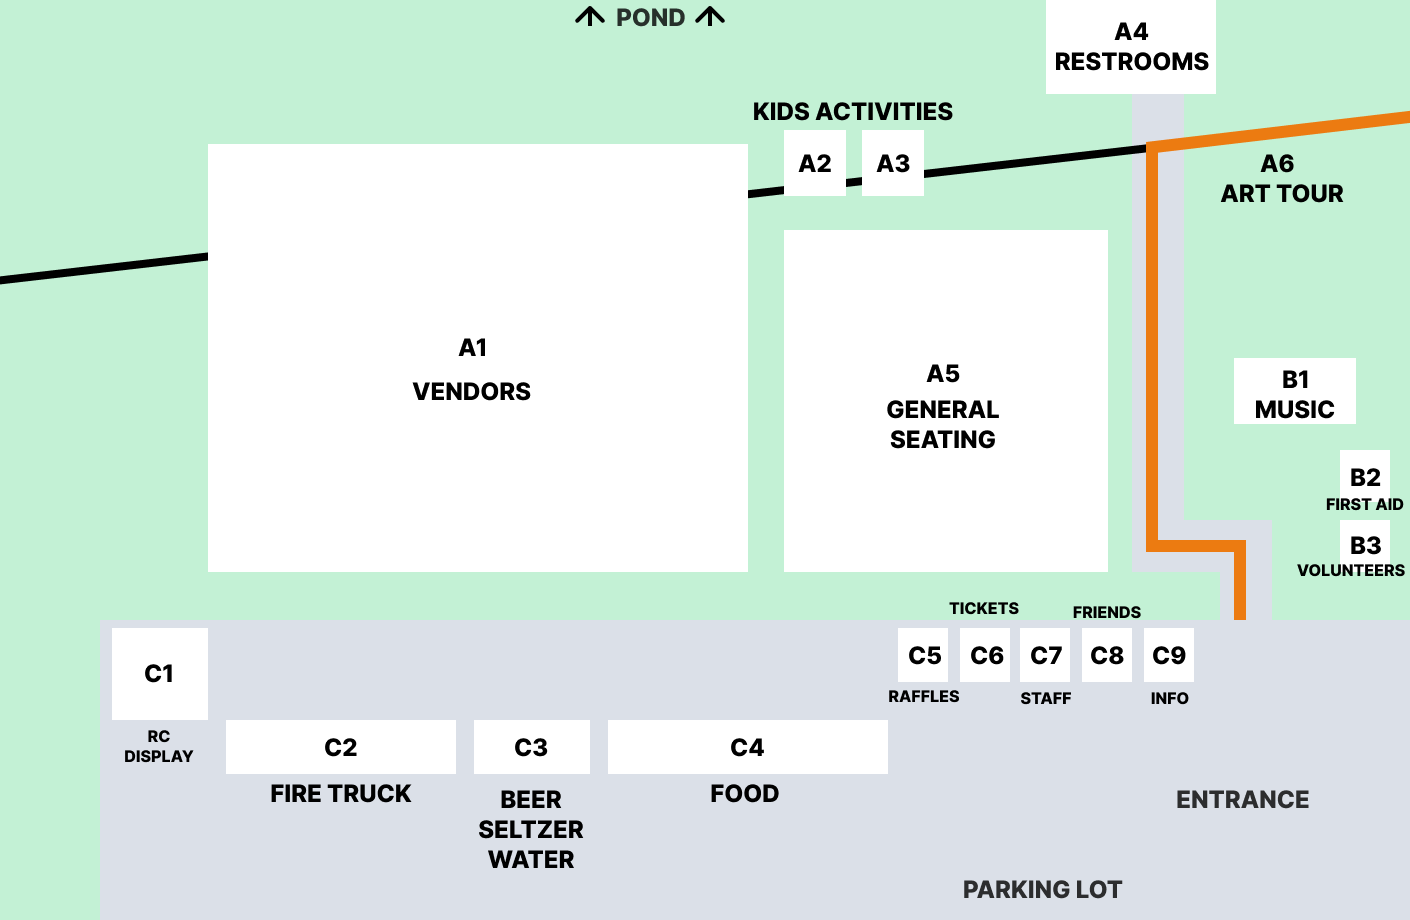 POND
A4
RESTROOMS
KIDS ACTIVITIES
A2
A3
A6
ART TOUR
A1
VENDORS
A5
GENERAL
SEATING
B1
MUSIC
B2
FIRST AID
B3
VOLUNTEERS
TICKETS
FRIENDS
C1
C5
C6
C7
C8
C9
RAFFLES
STAFF
INFO
RC
DISPLAY
C2
C3
C4
FIRE TRUCK
BEER
SELTZER
WATER
FOOD
ENTRANCE
PARKING LOT